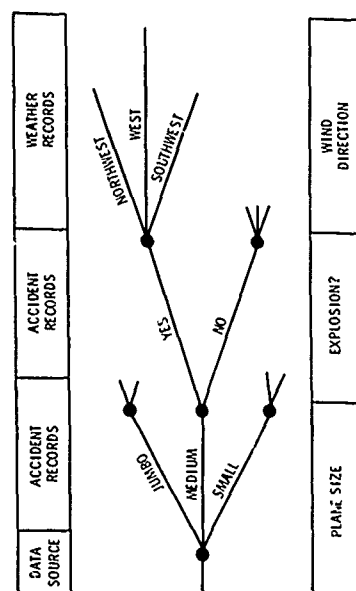 WIND
DIRECTION
EXPLOSION?
PLANE SIZE
NORTHWEST
WEST
SOUTHWEST
YES
NO
JUMBO
MEDIUM
SMALL
WEATHER
RECORDS
ACCIDENT
RECORDS
ACCIDENT
RECORDS
DATA
SOURCE